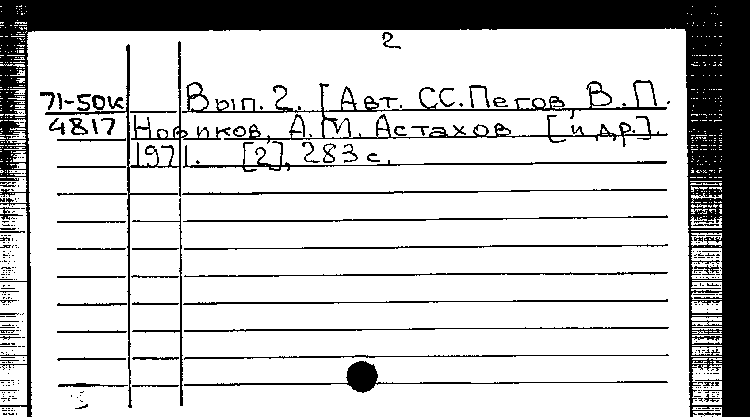 2
71-50к Вып. 2. [Авт. С.С.Пегов, В. П.
4817 Новиков, А. М. Астахов [и др.].
1971. [2], 283 с.